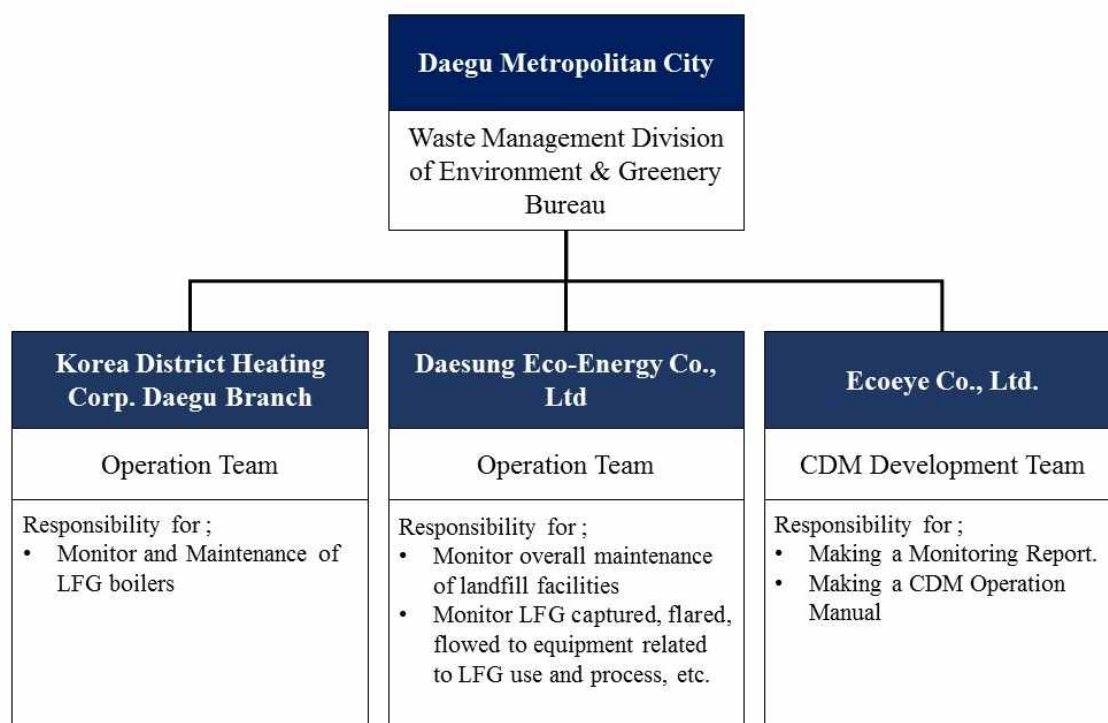 Daegu Metropolitan City
Waste Management Division
of Environment & Greenery
Bureau
Korea District Heating
Corp. Daegu Branch
Operation Team
Responsibility for ;
• Monitor and Maintenance of
LFG boilers
Daesung Eco-Energy Co.,
Ltd
Operation Team
Responsibility for ;
• Monitor overall maintenance
of landfill facilities
• Monitor LFG captured, flared,
flowed to equipment related
to LFG use and process, etc.
Ecoeye Co., Ltd.
CDM Development Team
Responsibility for ;
• Making a Monitoring Report.
• Making a CDM Operation
Manual